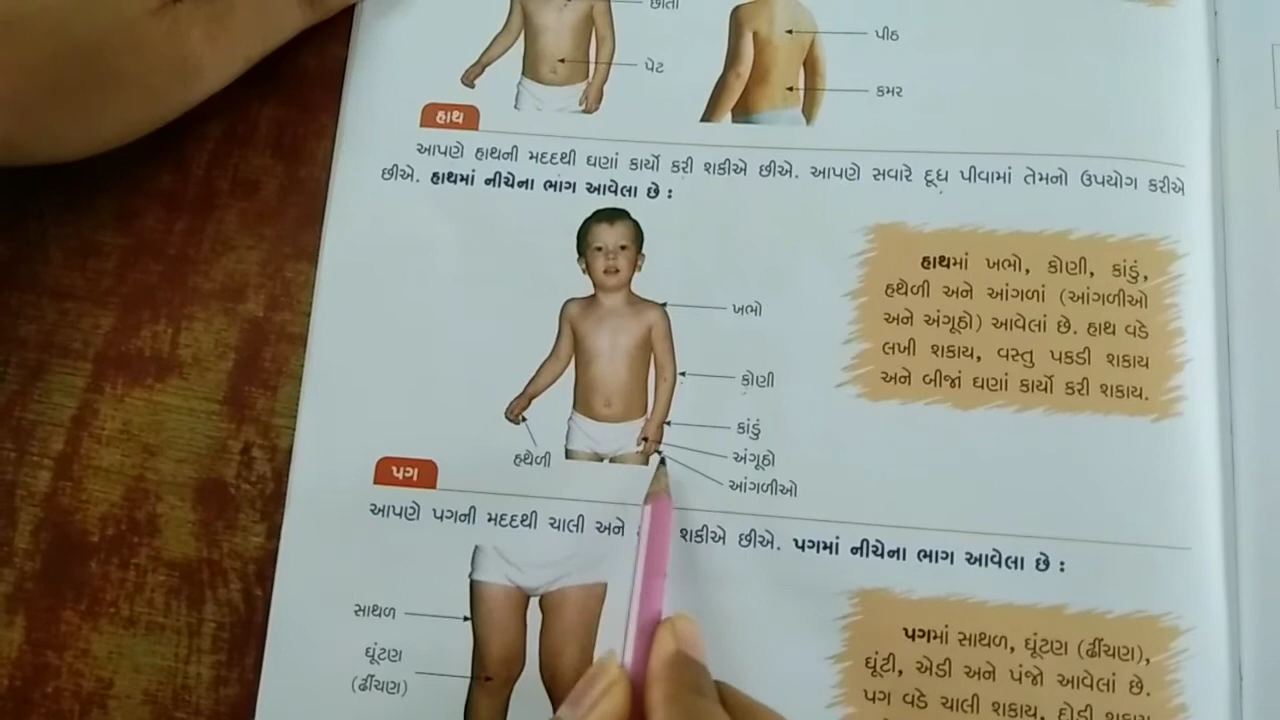 છાતી
પેટ
પીઠ
કમર
હાથ
આપણે હાથની મદદથી ઘણાં કાર્યો કરી શકીએ છીએ. આપણે સવારે દૂધ પીવામાં તેમનો ઉપયોગ કરીએ
છીએ. હાથમાં નીચેના ભાગ આવેલા છે :
ખભો
કોણી
કાંડું
અંગૂઠો
આંગળીઓ
હથેળી
હાથમાં ખભો, કોણી, કાંડું,
હથેળી અને આંગળાં (આંગળીઓ
અને અંગૂઠો) આવેલાં છે. હાથ વડે
લખી શકાય, વસ્તુ પકડી શકાય
અને બીજાં ઘણાં કાર્યો કરી શકાય.
પગ
આપણે પગની મદદથી ચાલી અને શકીએ છીએ. પગમાં નીચેના ભાગ આવેલા છે :
સાથળ
ઘૂંટણ
(ઢીંચણ)
પગમાં સાથળ, ઘૂંટણ (ઢીંચણ),
ઘૂંટી, એડી અને પંજો આવેલાં છે.
પગ વડે ચાલી શકાય, દોડી શકાય